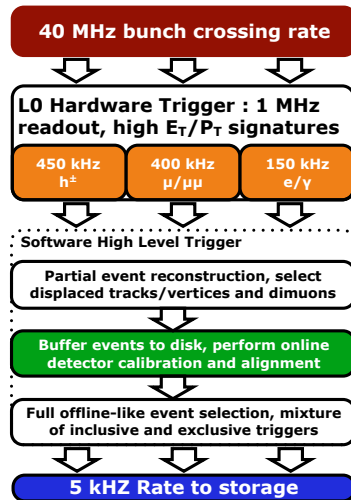 40 MHz bunch crossing rate
L0 Hardware Trigger : 1 MHz
readout, high ET/PT signatures
450 kHz
h±
400 kHz
μ/μμ
150 kHz
e/γ
Software High Level Trigger
Partial event reconstruction, select
displaced tracks/vertices and dimuons
Buffer events to disk, perform online
detector calibration and alignment
Full offline-like event selection, mixture
of inclusive and exclusive triggers
5 kHZ Rate to storage